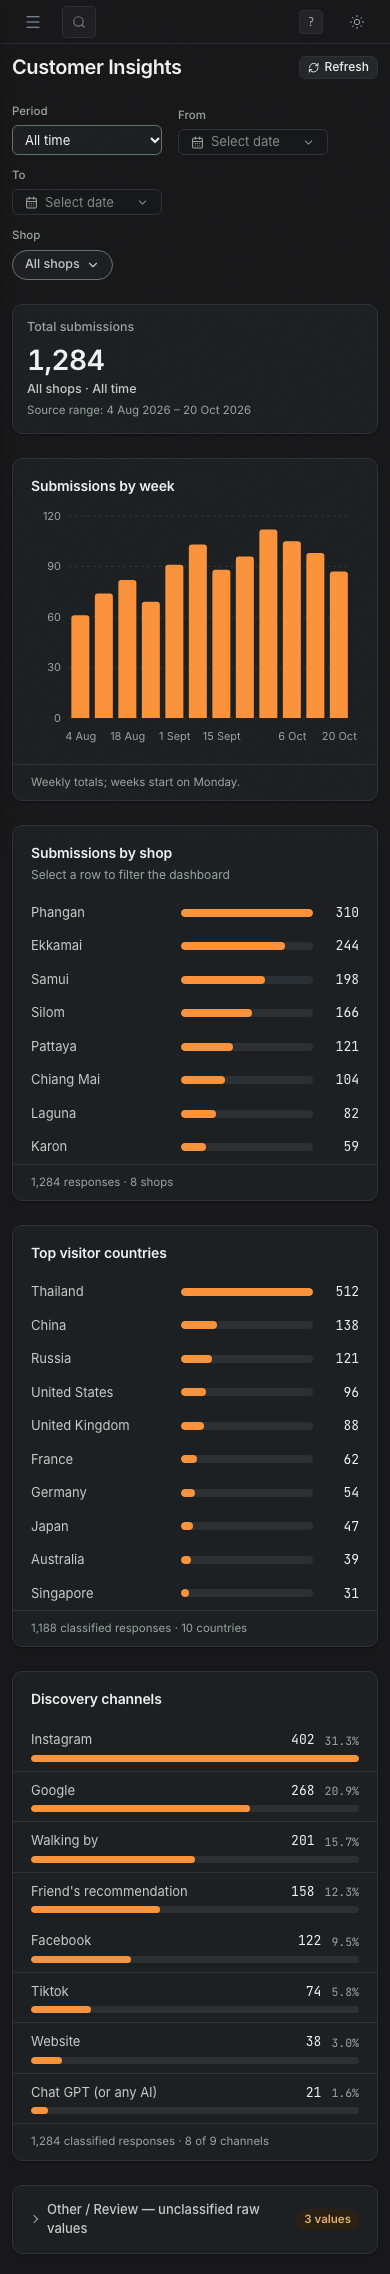 ?
Customer Insights
Refresh
Period
From
All time
Select date
To
Select date
Shop
All shops
Total submissions
1,284
All shops · All time
Source range: 4 Aug 2026 – 20 Oct 2026
Submissions by week
120
90
60
30
0
4 Aug 18 Aug 1 Sept 15 Sept 6 Oct 20 Oct
Weekly totals; weeks start on Monday.
Submissions by shop
Select a row to filter the dashboard
Phangan 310
Ekkamai 244
Samui 198
Silom 166
Pattaya 121
Chiang Mai 104
Laguna 82
Karon 59
1,284 responses · 8 shops
Top visitor countries
Thailand 512
China 138
Russia 121
United States 96
United Kingdom 88
France 62
Germany 54
Japan 47
Australia 39
Singapore 31
1,188 classified responses · 10 countries
Discovery channels
Instagram 402 31.3%
Google 268 20.9%
Walking by 201 15.7%
Friend's recommendation 158 12.3%
Facebook 122 9.5%
Tiktok 74 5.8%
Website 38 3.0%
Chat GPT (or any AI) 21 1.6%
1,284 classified responses · 8 of 9 channels
Other / Review — unclassified raw
values
3 values